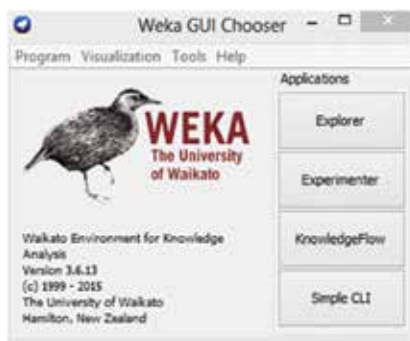 Weka GUI Chooser
Program Visualization Tools Help
Applications
WEKA
The University
of Waikato
Explorer
Experimenter
KnowledgeFlow
Simple CLI
Waikato Environment for Knowledge
Analysis
Version 3.6.13
(c) 1999 - 2015
The University of Waikato
Hamilton, New Zealand